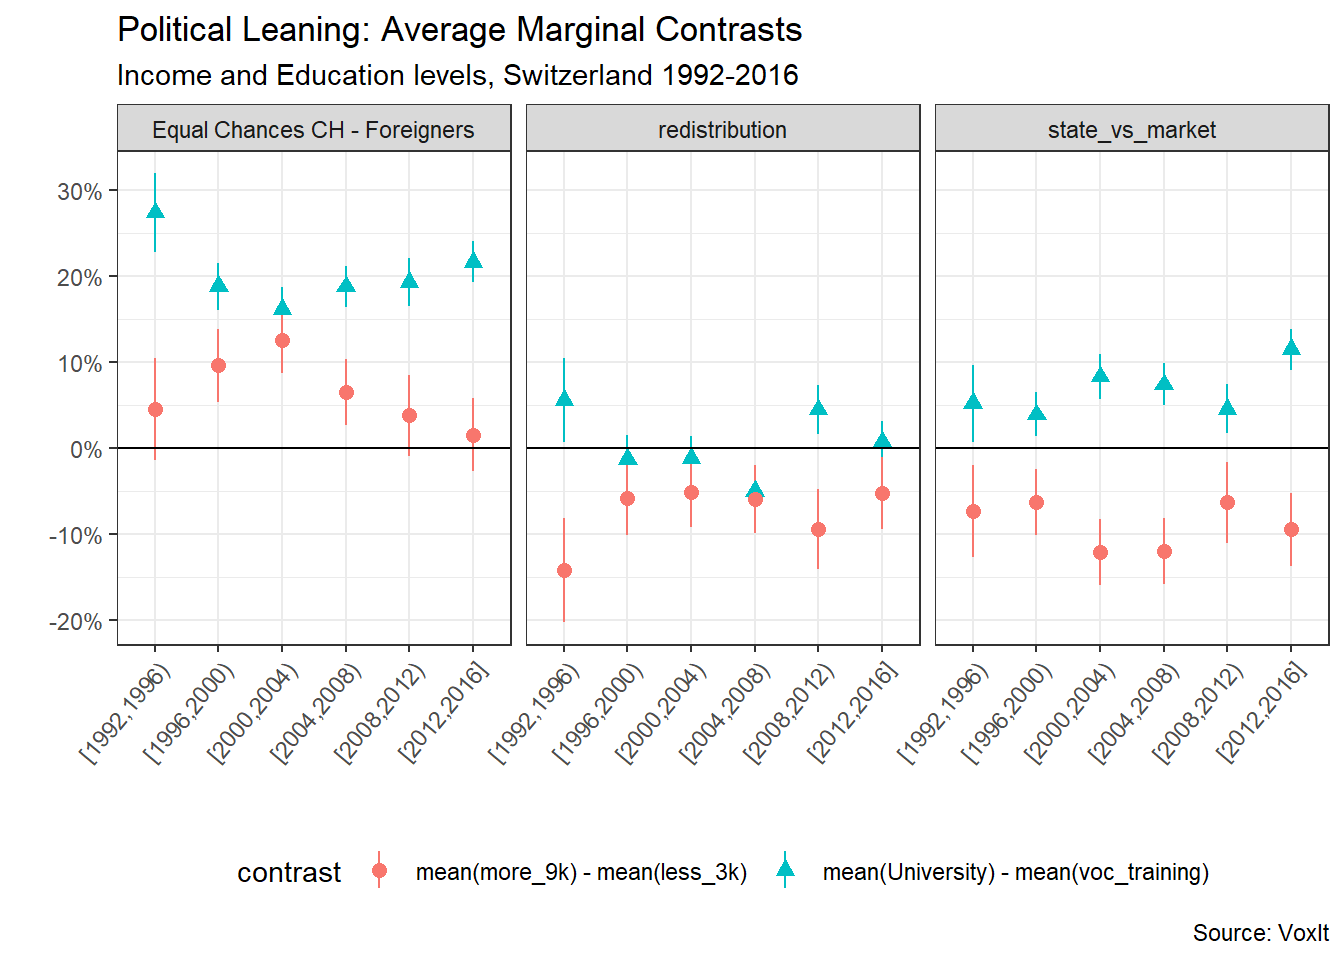 Political Leaning: Average Marginal Contrasts
Income and Education levels, Switzerland 1992-2016
Equal Chances CH - Foreigners
redistribution
state_vs_market
30%
20%
10%
0%
-10%
-20%
[1992,1996)
[1996,2000)
[2000,2004)
[2004,2008)
[2008,2012)
[2012,2016]
[1992,1996)
[1996,2000)
[2000,2004)
[2004,2008)
[2008,2012)
[2012,2016]
[1992,1996)
[1996,2000)
[2000,2004)
[2004,2008)
[2008,2012)
[2012,2016]
contrast
mean(more_9k) - mean(less_3k)
mean(University) - mean(voc_training)
Source: VoxIt